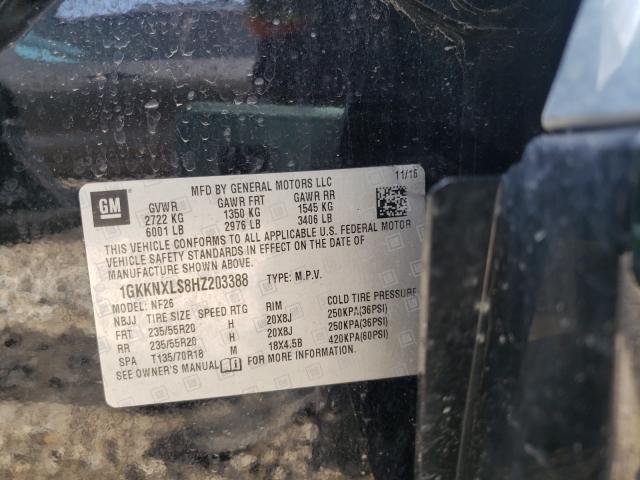 GM
MFD BY GENERAL MOTORS LLC 11/16
GVWR GAWR FRT GAWR RR
2722 KG 1350 KG 1545 KG
6001 LB 2976 LB 3406 LB
THIS VEHICLE CONFORMS TO ALL APPLICABLE U.S. FEDERAL MOTOR
VEHICLE SAFETY STANDARDS IN EFFECT ON THE DATE OF
MANUFACTURE SHOWN ABOVE.
1GKKNXLS8HZ203388 TYPE: M.P.V.
NF26
NBJJ TIRE SIZE SPEED RTG RIM COLD TIRE PRESSURE
FRT 235/55R20 H 20X8J 250KPA(36PSI)
RR 235/55R20 H 20X8J 250KPA(36PSI)
SPA T135/70R18 M 18X4.5B 420KPA(60PSI)
SEE OWNER'S MANUAL FOR MORE INFORMATION.